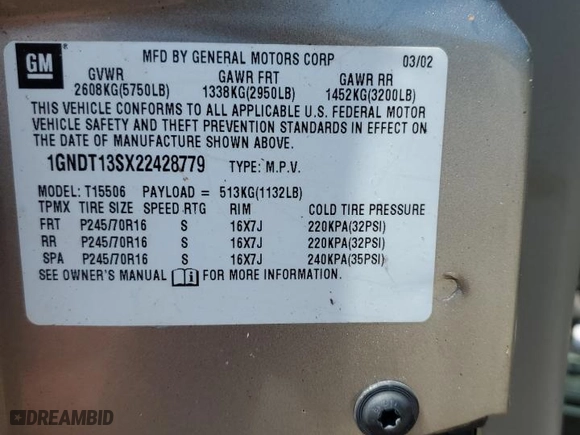 GM
MFD BY GENERAL MOTORS CORP 03/02
GVWR GAWR FRT GAWR RR
2608KG(5750LB) 1338KG(2950LB) 1452KG(3200LB)
THIS VEHICLE CONFORMS TO ALL APPLICABLE U.S. FEDERAL MOTOR
VEHICLE SAFETY AND THEFT PREVENTION STANDARDS IN EFFECT ON
THE DATE OF MANUFACTURE SHOWN ABOVE.
1GNDT13SX22428779 TYPE: M.P.V.
MODEL: T15506 PAYLOAD = 513KG(1132LB)
TPMX TIRE SIZE SPEED RTG RIM COLD TIRE PRESSURE
FRT P245/70R16 S 16X7J 220KPA(32PSI)
RR P245/70R16 S 16X7J 220KPA(32PSI)
SPA P245/70R16 S 16X7J 240KPA(35PSI)
SEE OWNER'S MANUAL FOR MORE INFORMATION.
DREAMBID